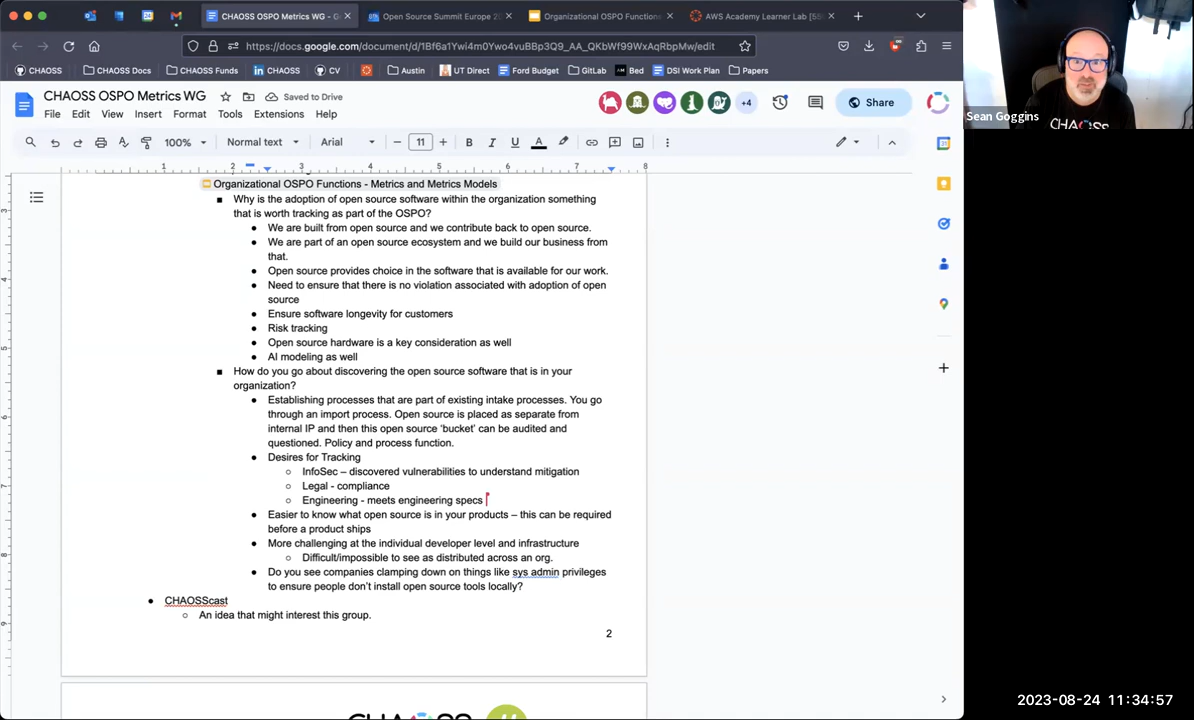 CHAOSS OSPO Metrics WG - G
Open Source Summit Europe 20
Organizational OSPO Functions
AWS Academy Learner Lab [55
https://docs.google.com/document/d/1Bf6a1Ywi4m0Ywo4vuBBp3Q9_AA_QKbWf99WxAqRbpMw/edit
CHAOSS
CHAOSS Docs
CHAOSS Funds
CHAOSS
CV
Austin
UT Direct
Ford Budget
GitLab
Bed
DSI Work Plan
Papers
CHAOSS OSPO Metrics WG
Saved to Drive
File Edit View Insert Format Tools Extensions Help
+4
Share
100% Normal text Arial 11 B I U A
1 2 3 4 5 6 7 8
Organizational OSPO Functions - Metrics and Metrics Models
Why is the adoption of open source software within the organization something
that is worth tracking as part of the OSPO?
We are built from open source and we contribute back to open source.
We are part of an open source ecosystem and we build our business from
that.
Open source provides choice in the software that is available for our work.
Need to ensure that there is no violation associated with adoption of open
source
Ensure software longevity for customers
Risk tracking
Open source hardware is a key consideration as well
AI modeling as well
How do you go about discovering the open source software that is in your
organization?
Establishing processes that are part of existing intake processes. You go
through an import process. Open source is placed as separate from
internal IP and then this open source ‘bucket’ can be audited and
questioned. Policy and process function.
Desires for Tracking
InfoSec – discovered vulnerabilities to understand mitigation
Legal - compliance
Engineering - meets engineering specs
Easier to know what open source is in your products – this can be required
before a product ships
More challenging at the individual developer level and infrastructure
Difficult/impossible to see as distributed across an org.
Do you see companies clamping down on things like sys admin privileges
to ensure people don’t install open source tools locally?
CHAOSScast
An idea that might interest this group.
2
Sean Goggins
2023-08-24 11:34:57